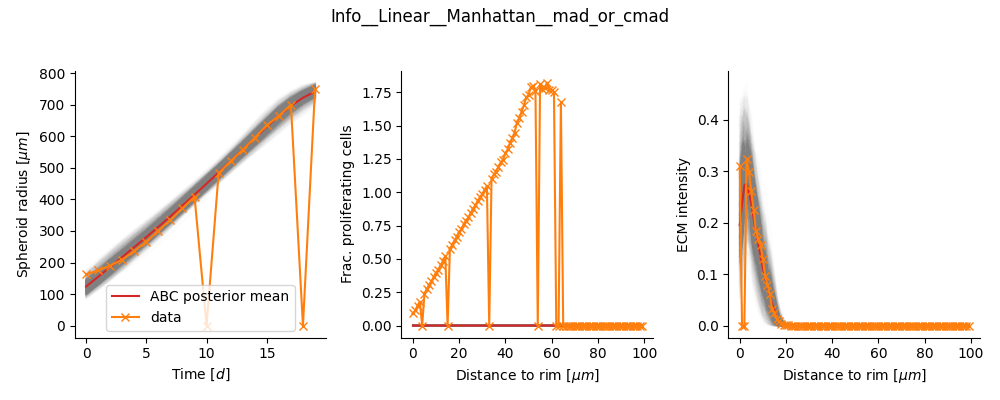 Info__Linear__Manhattan__mad_or_cmad
Spheroid radius [μm]
800
700
600
500
400
300
200
100
0
0 5 10 15
Time [d]
ABC posterior mean
data
Frac. proliferating cells
1.75
1.50
1.25
1.00
0.75
0.50
0.25
0.00
0 20 40 60 80 100
Distance to rim [μm]
ECM intensity
0.4
0.3
0.2
0.1
0.0
0 20 40 60 80 100
Distance to rim [μm]